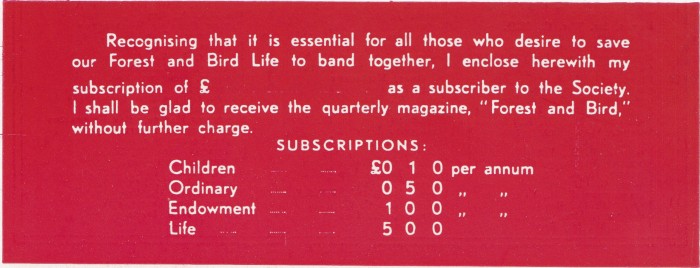 Recognising that it is essential for all those who desire to save
our Forest and Bird Life to band together, I enclose herewith my
subscription of £ as a subscriber to the Society.
I shall be glad to receive the quarterly magazine, "Forest and Bird,"
without further charge.
SUBSCRIPTIONS:
Children ..... ..... £0 1 0 per annum
Ordinary ..... ..... 0 5 0 ,, ,,
Endowment ..... ..... 1 0 0 ,, ,,
Life ..... ..... ..... 5 0 0